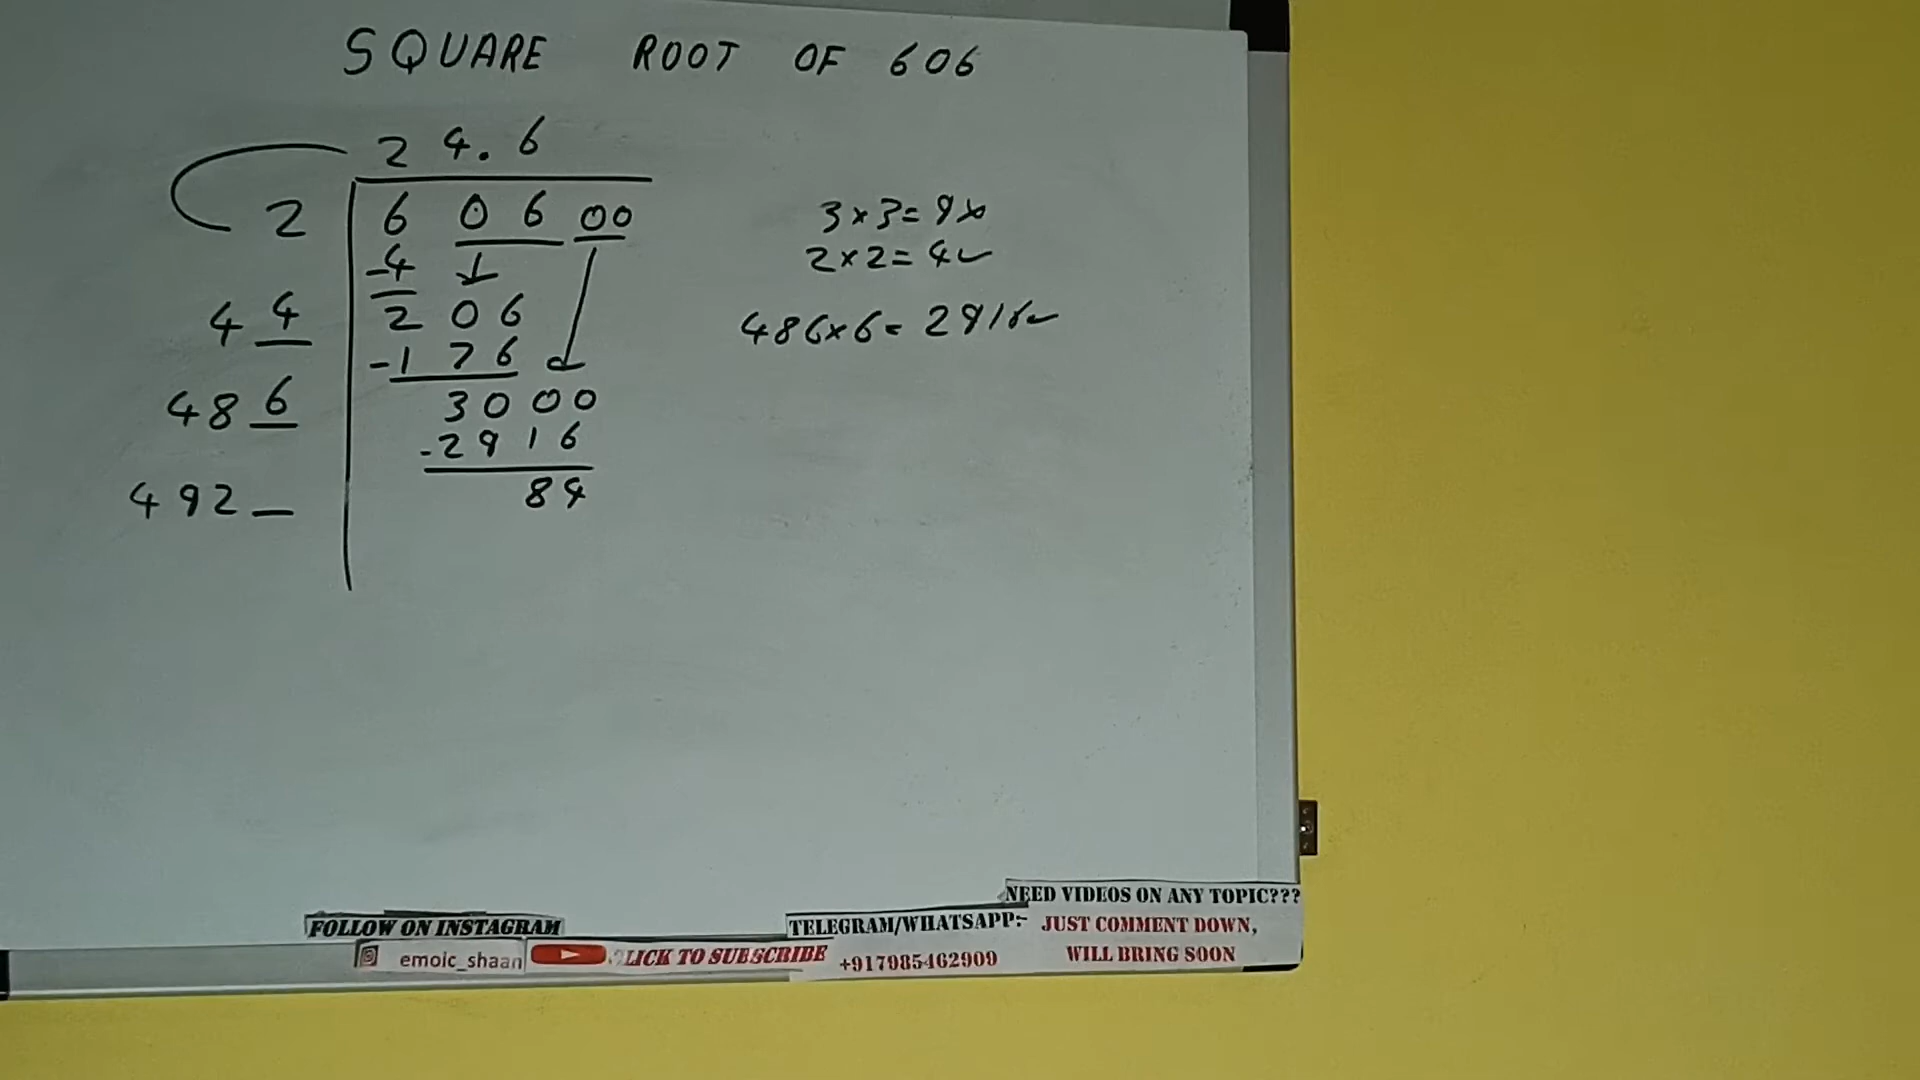 SQUARE ROOT OF 606
24.6
2 6 06 00
-4
44 206
-176
486 3000
-2916
492_ 84
3×3=9×
2×2=4✓
486×6=2916✓
NEED VIDEOS ON ANY TOPIC???
FOLLOW ON INSTAGRAM TELEGRAM/WHATSAPP:- JUST COMMENT DOWN,
emoic_shaan CLICK TO SUBSCRIBE +917985462909 WILL BRING SOON